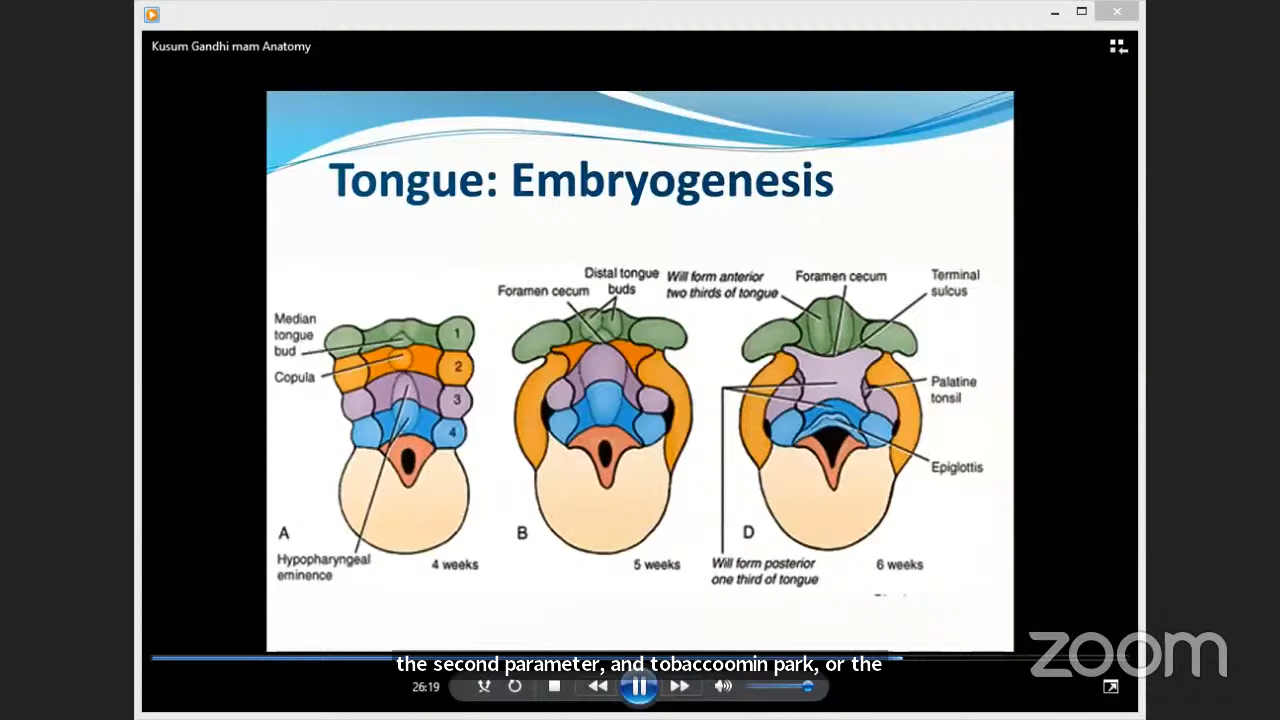 Kusum Gandhi mam Anatomy
Tongue: Embryogenesis
Median
tongue
bud
Copula
1
2
3
4
A
Hypopharyngeal
eminence
4 weeks
Foramen cecum
Distal tongue
buds
B
5 weeks
Will form anterior
two thirds of tongue
Foramen cecum
Terminal
sulcus
Palatine
tonsil
Epiglottis
D
Will form posterior
one third of tongue
6 weeks
the second parameter, and tobaccoomin park, or the
26:19
zoom